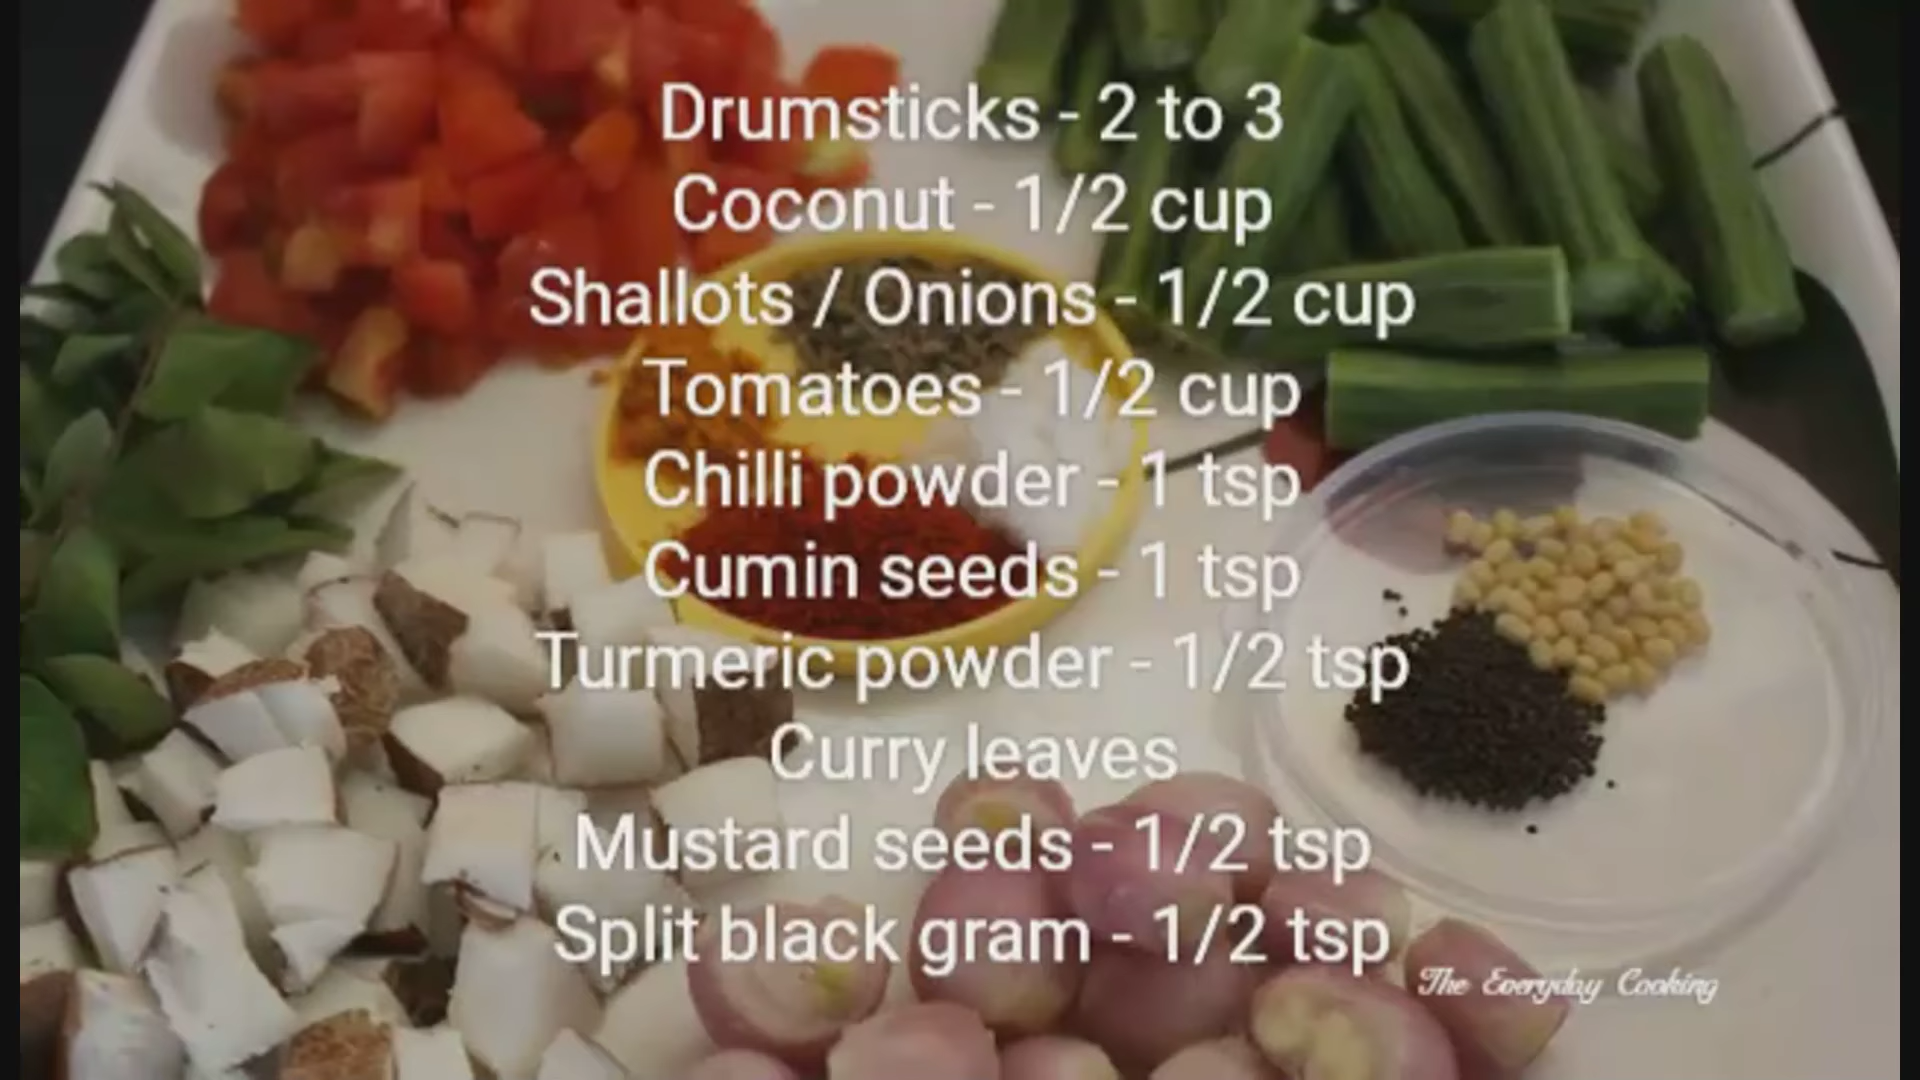 Drumsticks - 2 to 3
Coconut - 1/2 cup
Shallots / Onions - 1/2 cup
Tomatoes - 1/2 cup
Chilli powder - 1 tsp
Cumin seeds - 1 tsp
Turmeric powder - 1/2 tsp
Curry leaves
Mustard seeds - 1/2 tsp
Split black gram - 1/2 tsp
The Everyday Cooking